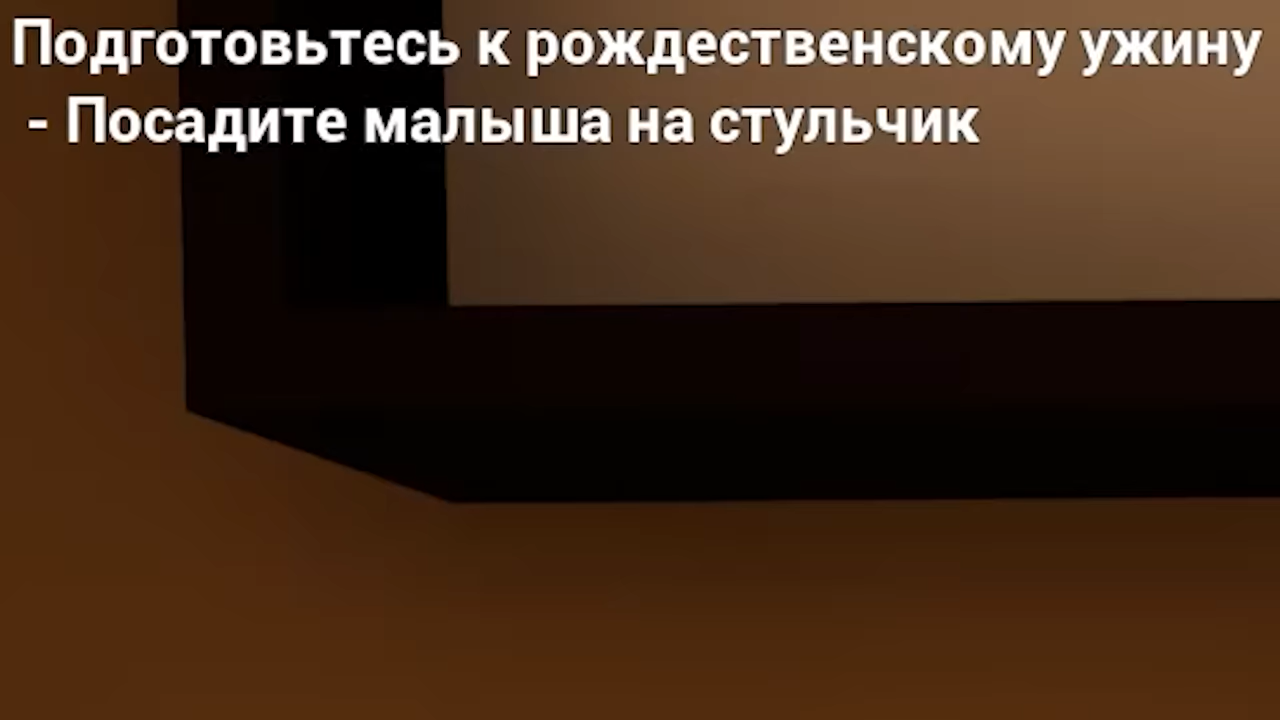 Подготовьтесь к рождественскому ужину
- Посадите малыша на стульчик